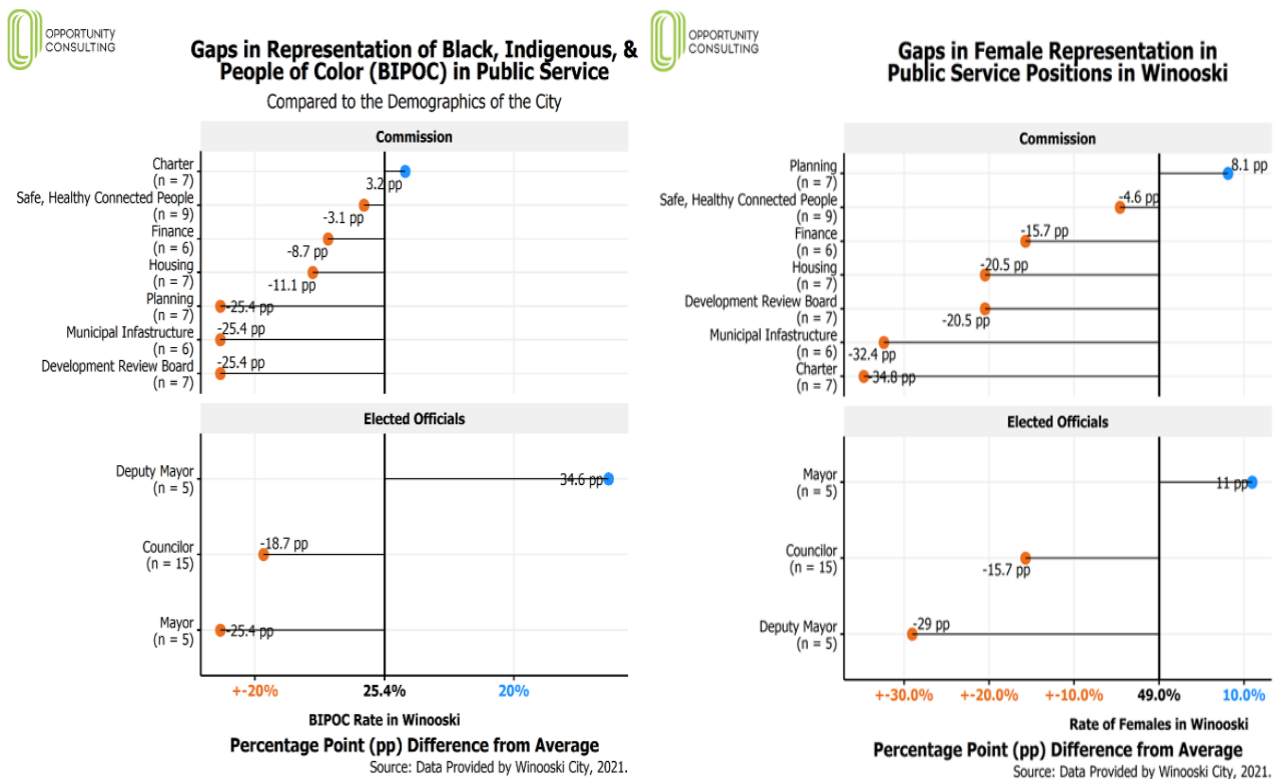 OPPORTUNITY
CONSULTING
Gaps in Representation of Black, Indigenous, &
People of Color (BIPOC) in Public Service
Compared to the Demographics of the City
Commission
Charter
(n = 7)
3.2 pp
Safe, Healthy Connected People
(n = 9)
-3.1 pp
Finance
(n = 6)
-8.7 pp
Housing
(n = 7)
-11.1 pp
Planning
(n = 7)
-25.4 pp
Municipal Infastructure
(n = 6)
-25.4 pp
Development Review Board
(n = 7)
-25.4 pp
Elected Officials
Deputy Mayor
(n = 5)
34.6 pp
Councilor
(n = 15)
-18.7 pp
Mayor
(n = 5)
-25.4 pp
+-20% 25.4% 20%
BIPOC Rate in Winooski
Percentage Point (pp) Difference from Average
Source: Data Provided by Winooski City, 2021.
OPPORTUNITY
CONSULTING
Gaps in Female Representation in
Public Service Positions in Winooski
Commission
Planning
(n = 7)
8.1 pp
Safe, Healthy Connected People
(n = 9)
-4.6 pp
Finance
(n = 6)
-15.7 pp
Housing
(n = 7)
-20.5 pp
Development Review Board
(n = 7)
-20.5 pp
Municipal Infastructure
(n = 6)
-32.4 pp
Charter
(n = 7)
-34.8 pp
Elected Officials
Mayor
(n = 5)
11 pp
Councilor
(n = 15)
-15.7 pp
Deputy Mayor
(n = 5)
-29 pp
+-30.0% +-20.0% +-10.0% 49.0% 10.0%
Rate of Females in Winooski
Percentage Point (pp) Difference from Average
Source: Data Provided by Winooski City, 2021.